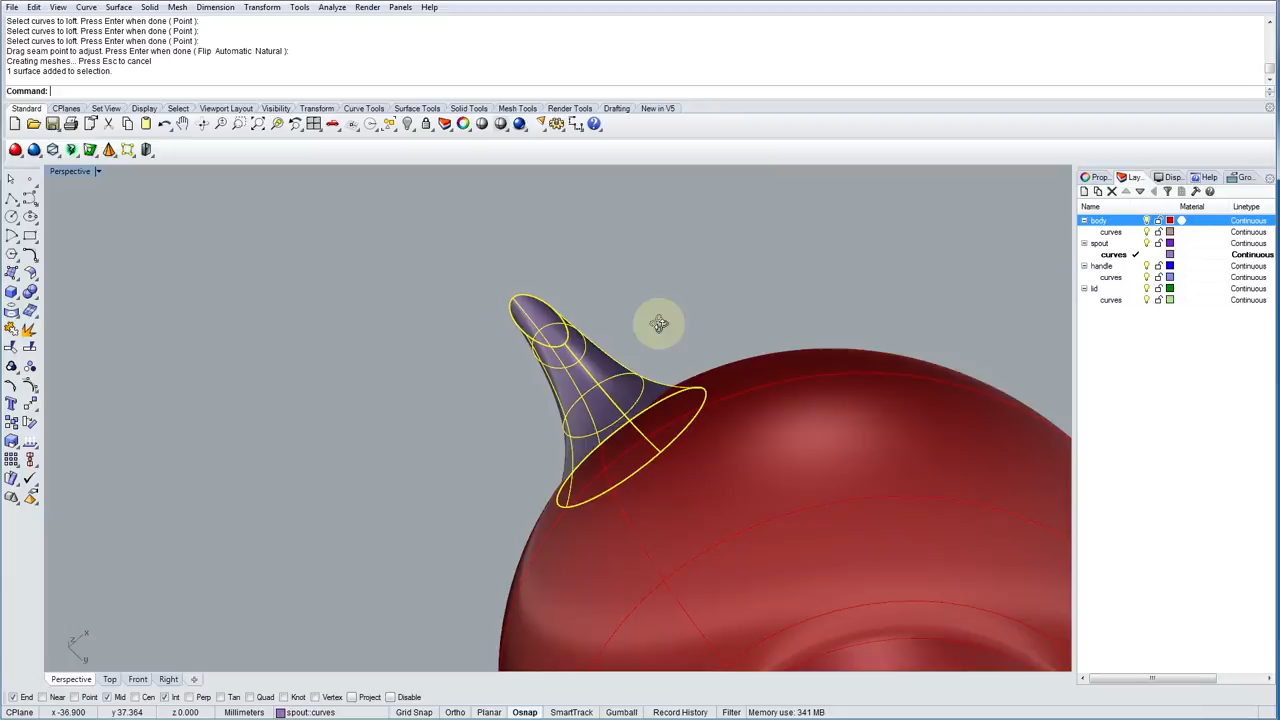 File Edit View Curve Surface Solid Mesh Dimension Transform Tools Analyze Render Panels Help
Select curves to loft. Press Enter when done ( Point ):
Select curves to loft. Press Enter when done ( Point ):
Select curves to loft. Press Enter when done ( Point ):
Drag seam point to adjust. Press Enter when done ( Flip Automatic Natural ):
Creating meshes... Press Esc to cancel
1 surface added to selection.
Command:
Standard CPlanes Set View Display Select Viewport Layout Visibility Transform Curve Tools Surface Tools Solid Tools Mesh Tools Render Tools Drafting New in V5
Perspective
Prop... Lay... Disp... Help Gro...
Name Material Linetype
body Continuous
curves Continuous
spout Continuous
curves Continuous
handle Continuous
curves Continuous
lid Continuous
curves Continuous
z x
y
Perspective Top Front Right
End Near Point Mid Cen Int Perp Tan Quad Knot Vertex Project Disable
CPlane x -36.900 y 37.364 z 0.000 Millimeters spout::curves Grid Snap Ortho Planar Osnap SmartTrack Gumball Record History Filter Memory use: 341 MB